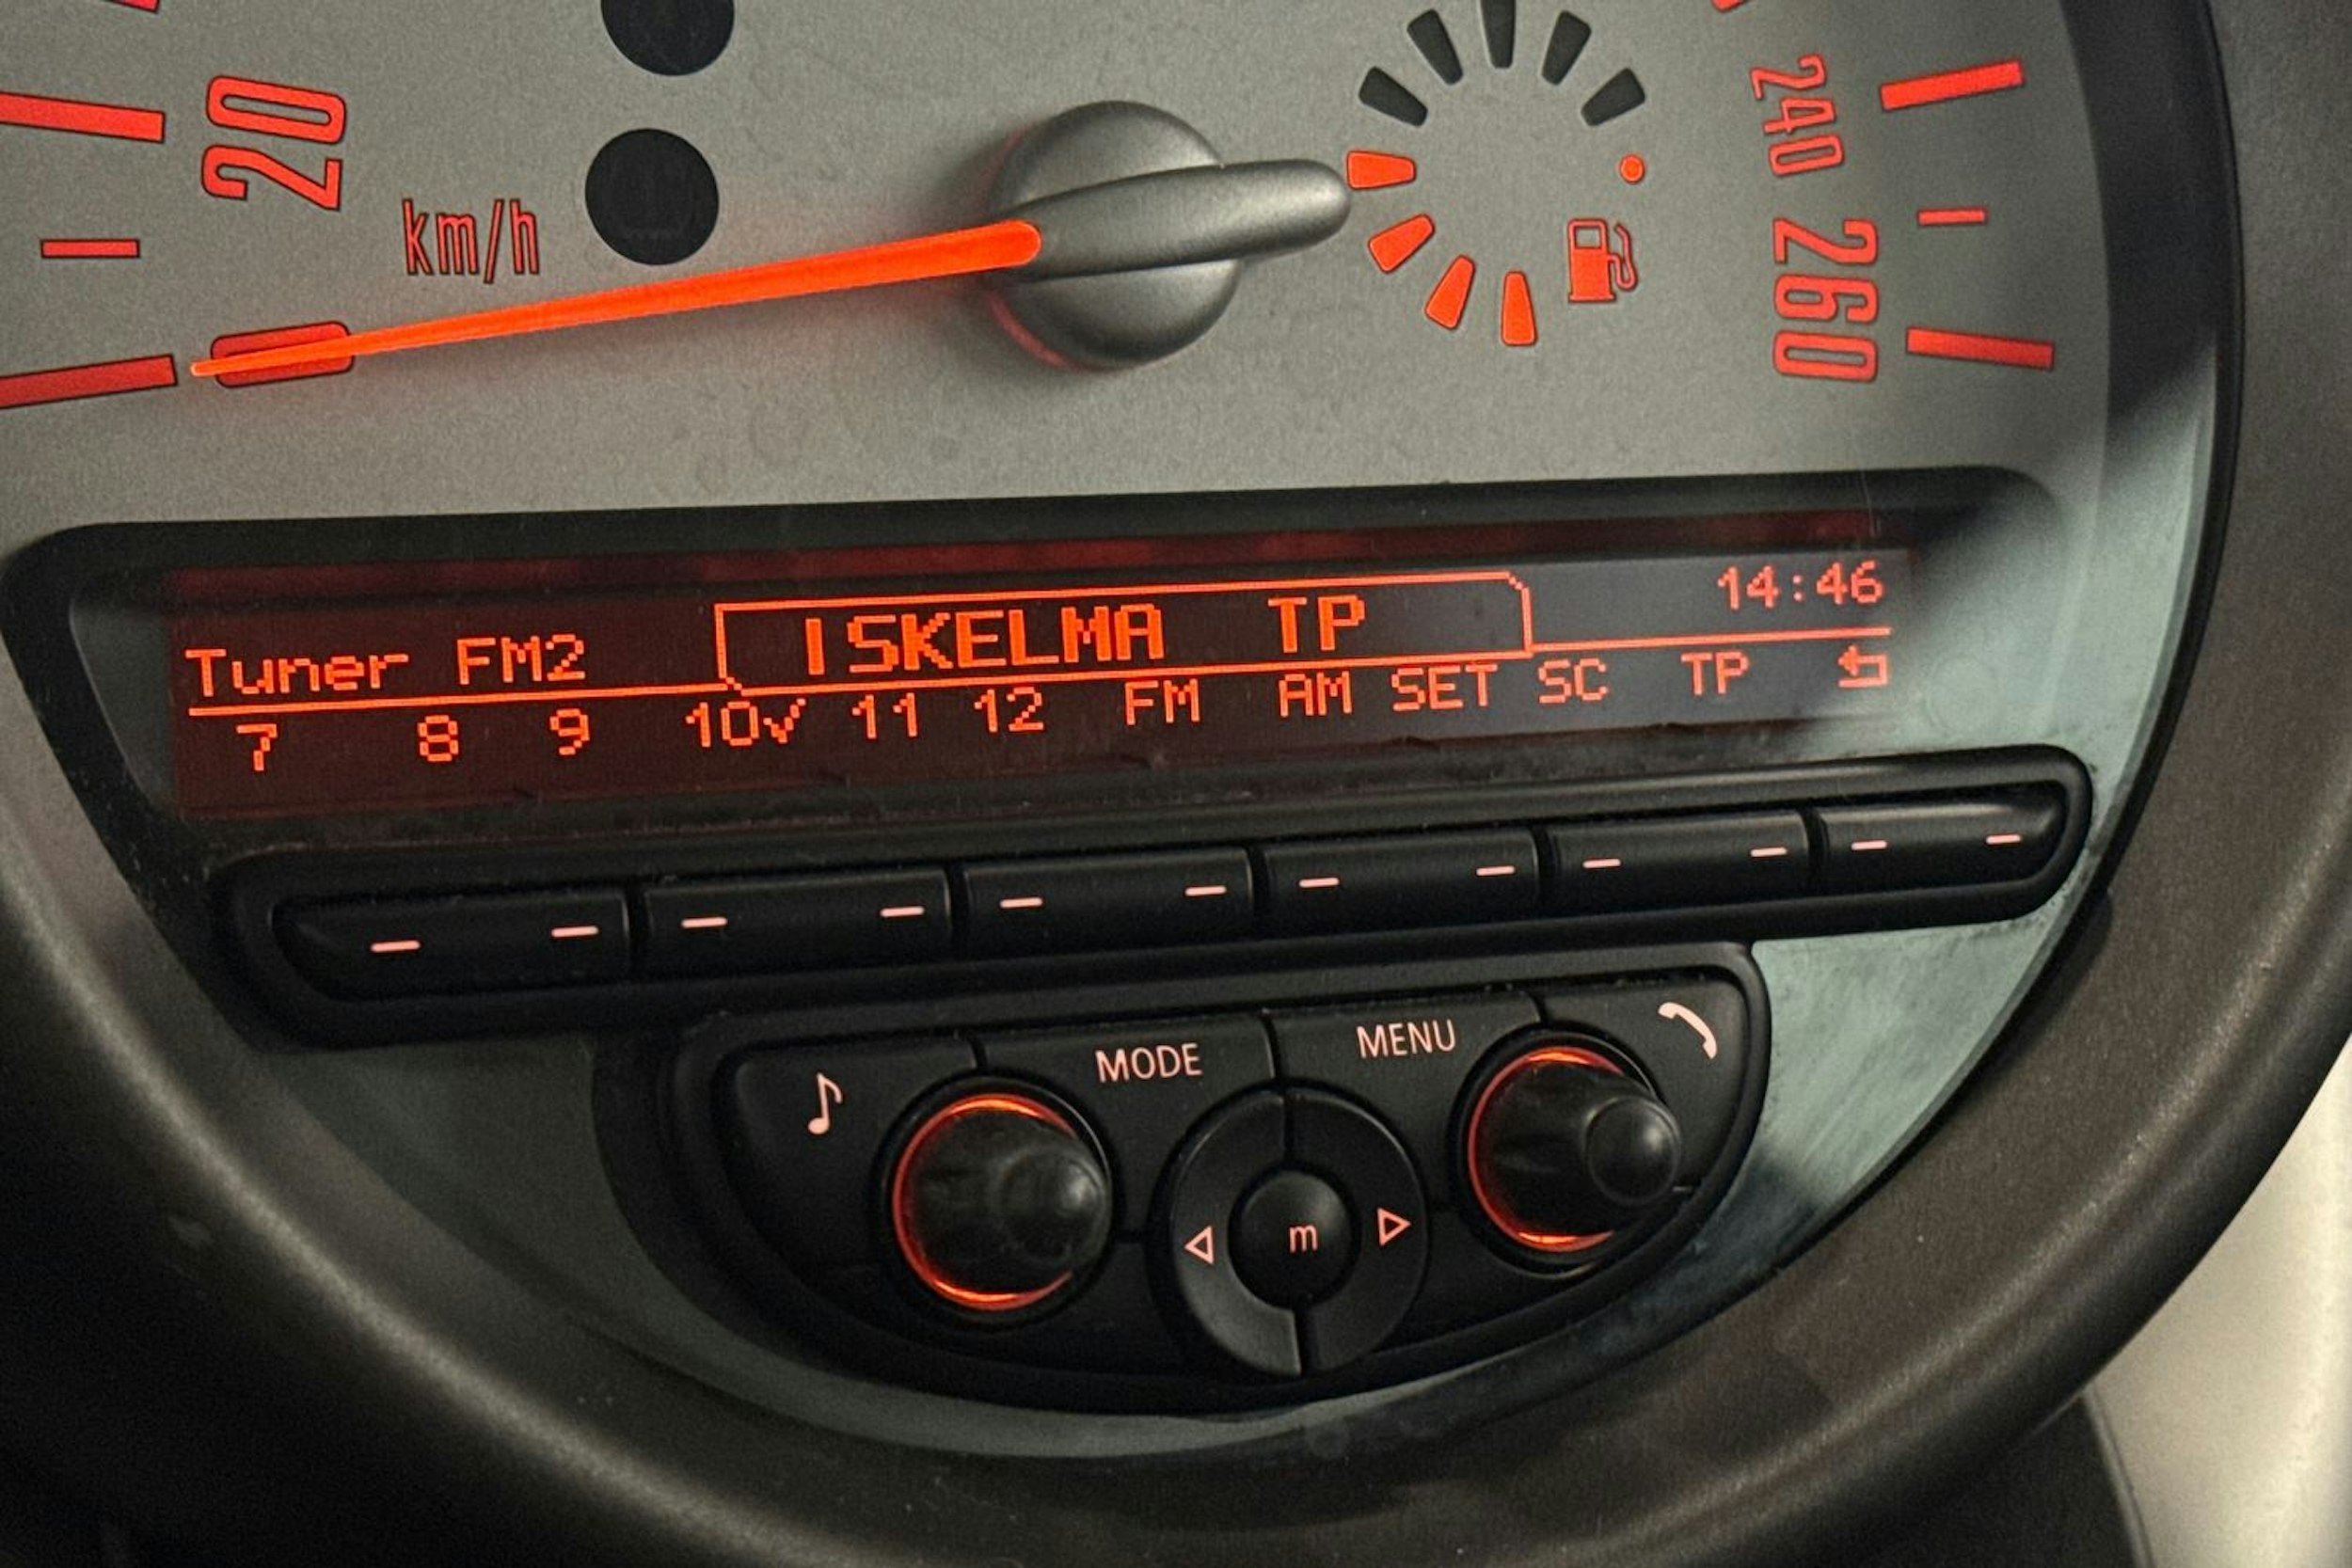 20
km/h
0
240
260
14:46
Tuner FM2 ISKELMA TP
7 8 9 10√ 11 12 FM AM SET SC TP
MODE MENU
m